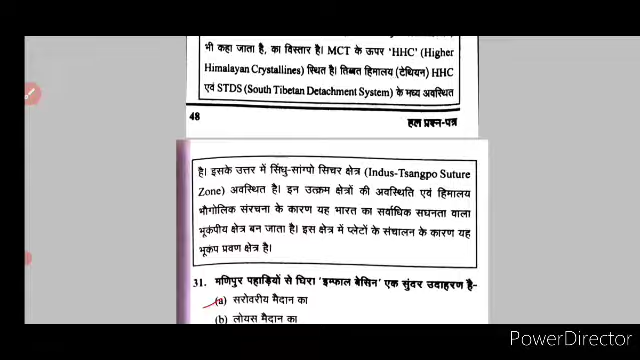 भी कहा जाता है, का विस्तार है। MCT के ऊपर 'HHC' (Higher
Himalayan Crystallines) स्थित है। तिब्बत हिमालय (टेथियन) HHC
एवं STDS (South Tibetan Detachment System) के मध्य अवस्थित
48
हल प्रश्न-पत्र
है। इसके उत्तर में सिंधु-सांग्पो सिचर क्षेत्र (Indus-Tsangpo Suture
Zone) अवस्थित है। इन उत्क्रम क्षेत्रों की अवस्थिति एवं हिमालय
भौगोलिक संरचना के कारण यह भारत का सर्वाधिक सघनता वाला
भूकंपीय क्षेत्र बन जाता है। इस क्षेत्र में प्लेटों के संचालन के कारण यह
भूकंप प्रवण क्षेत्र है।
31. मणिपुर पहाड़ियों से घिरा 'इम्फाल बेसिन' एक सुंदर उदाहरण है-
(a) सरोवरीय मैदान का
(b) लोयस मैदान का
PowerDirector